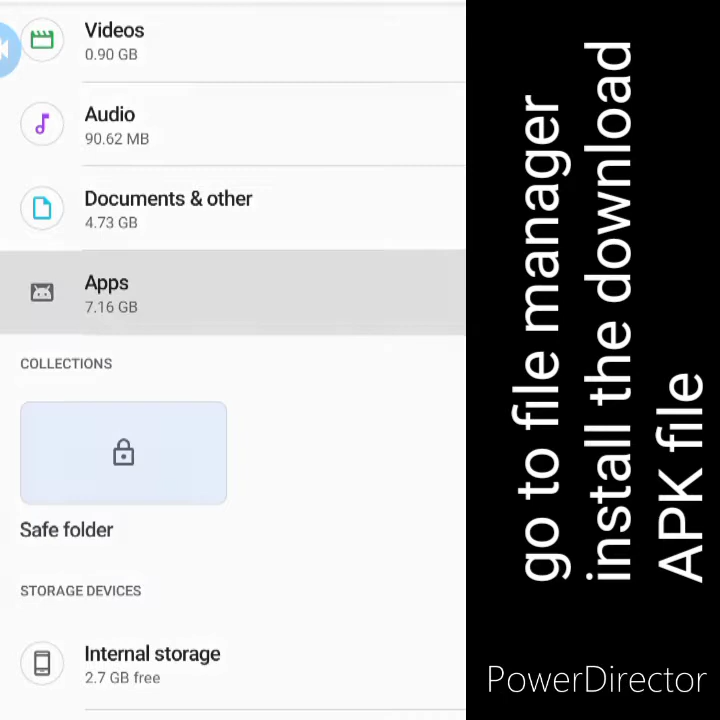 Videos
0.90 GB
Audio
90.62 MB
Documents & other
4.73 GB
Apps
7.16 GB
COLLECTIONS
Safe folder
STORAGE DEVICES
Internal storage
2.7 GB free
go to file manager
install the download
APK file
PowerDirector